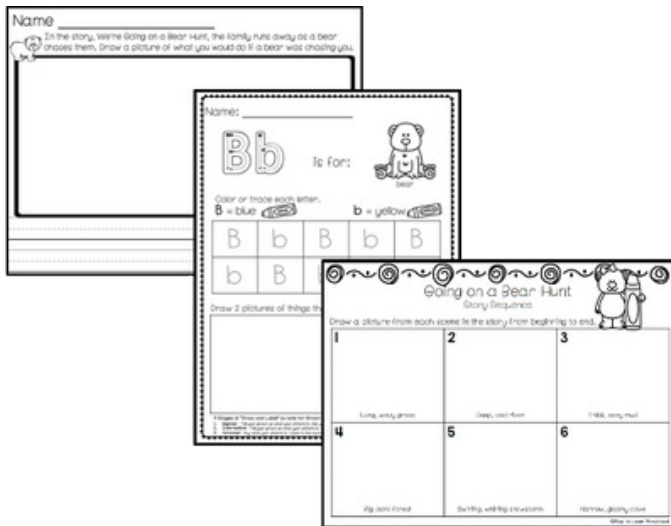 Name
In the story, We're Going on a Bear Hunt, the family runs away as a bear
chases them. Draw a picture of what you would do if a bear was chasing you.
Name:
Bb is for:
bear
Color or trace each letter.
B = blue b = yellow
B b B b B
b B
Draw 2 pictures of things
Going on a Bear Hunt
Story Sequence
Draw a picture from each scene in the story from beginning to end.
1 2 3
Long, wavy grass Deep, cold river Thick, oozy mud
4 5 6
Big, dark forest Swirling, whirling snowstorm Narrow, gloomy cave